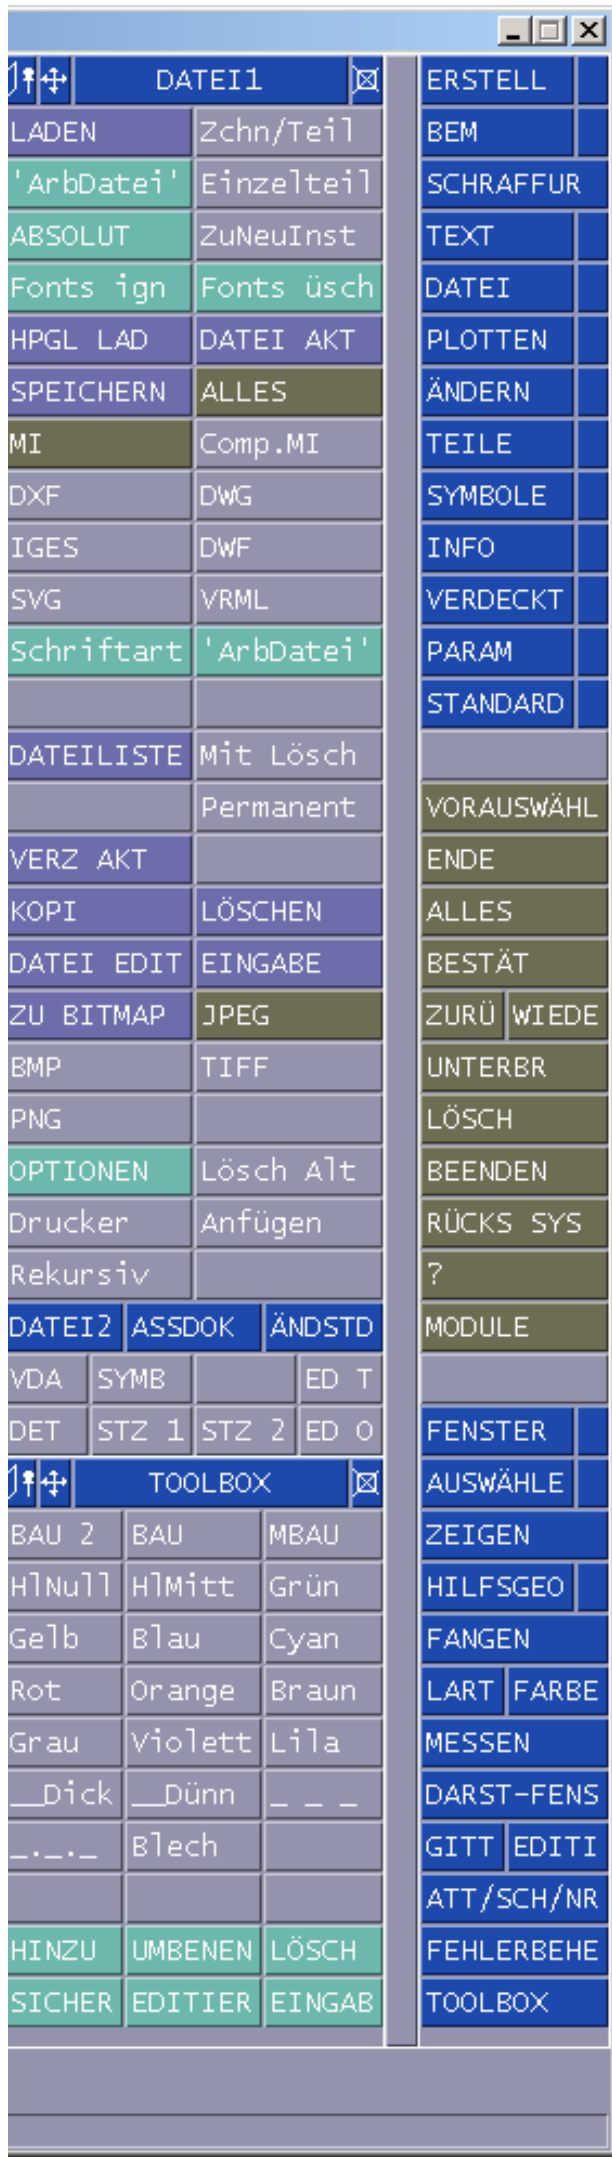 DATEI1
LADEN Zchn/Teil
'ArbDatei' Einzelteil
ABSOLUT ZuNeuInst
Fonts ign Fonts üsch
HPGL LAD DATEI AKT
SPEICHERN ALLES
MI Comp.MI
DXF DWG
IGES DWF
SVG VRML
Schriftart 'ArbDatei'
DATEILISTE Mit Lösch
Permanent
VERZ AKT
KOPI LÖSCHEN
DATEI EDIT EINGABE
ZU BITMAP JPEG
BMP TIFF
PNG
OPTIONEN Lösch Alt
Drucker Anfügen
Rekursiv
DATEI2 ASSDOK ÄNDSTD
VDA SYMB ED T
DET STZ 1 STZ 2 ED O
TOOLBOX
BAU 2 BAU MBAU
HlNull HlMitt Grün
Gelb Blau Cyan
Rot Orange Braun
Grau Violett Lila
__Dick __Dünn _ _ _
_._._ Blech
HINZU UMBENEN LÖSCH
SICHER EDITIER EINGAB
ERSTELL
BEM
SCHRAFFUR
TEXT
DATEI
PLOTTEN
ÄNDERN
TEILE
SYMBOLE
INFO
VERDECKT
PARAM
STANDARD
VORAUSWÄHL
ENDE
ALLES
BESTÄT
ZURÜ WIEDE
UNTERBR
LÖSCH
BEENDEN
RÜCKS SYS
?
MODULE
FENSTER
AUSWÄHLE
ZEIGEN
HILFSGEO
FANGEN
LART FARBE
MESSEN
DARST-FENS
GITT EDITI
ATT/SCH/NR
FEHLERBEHE
TOOLBOX